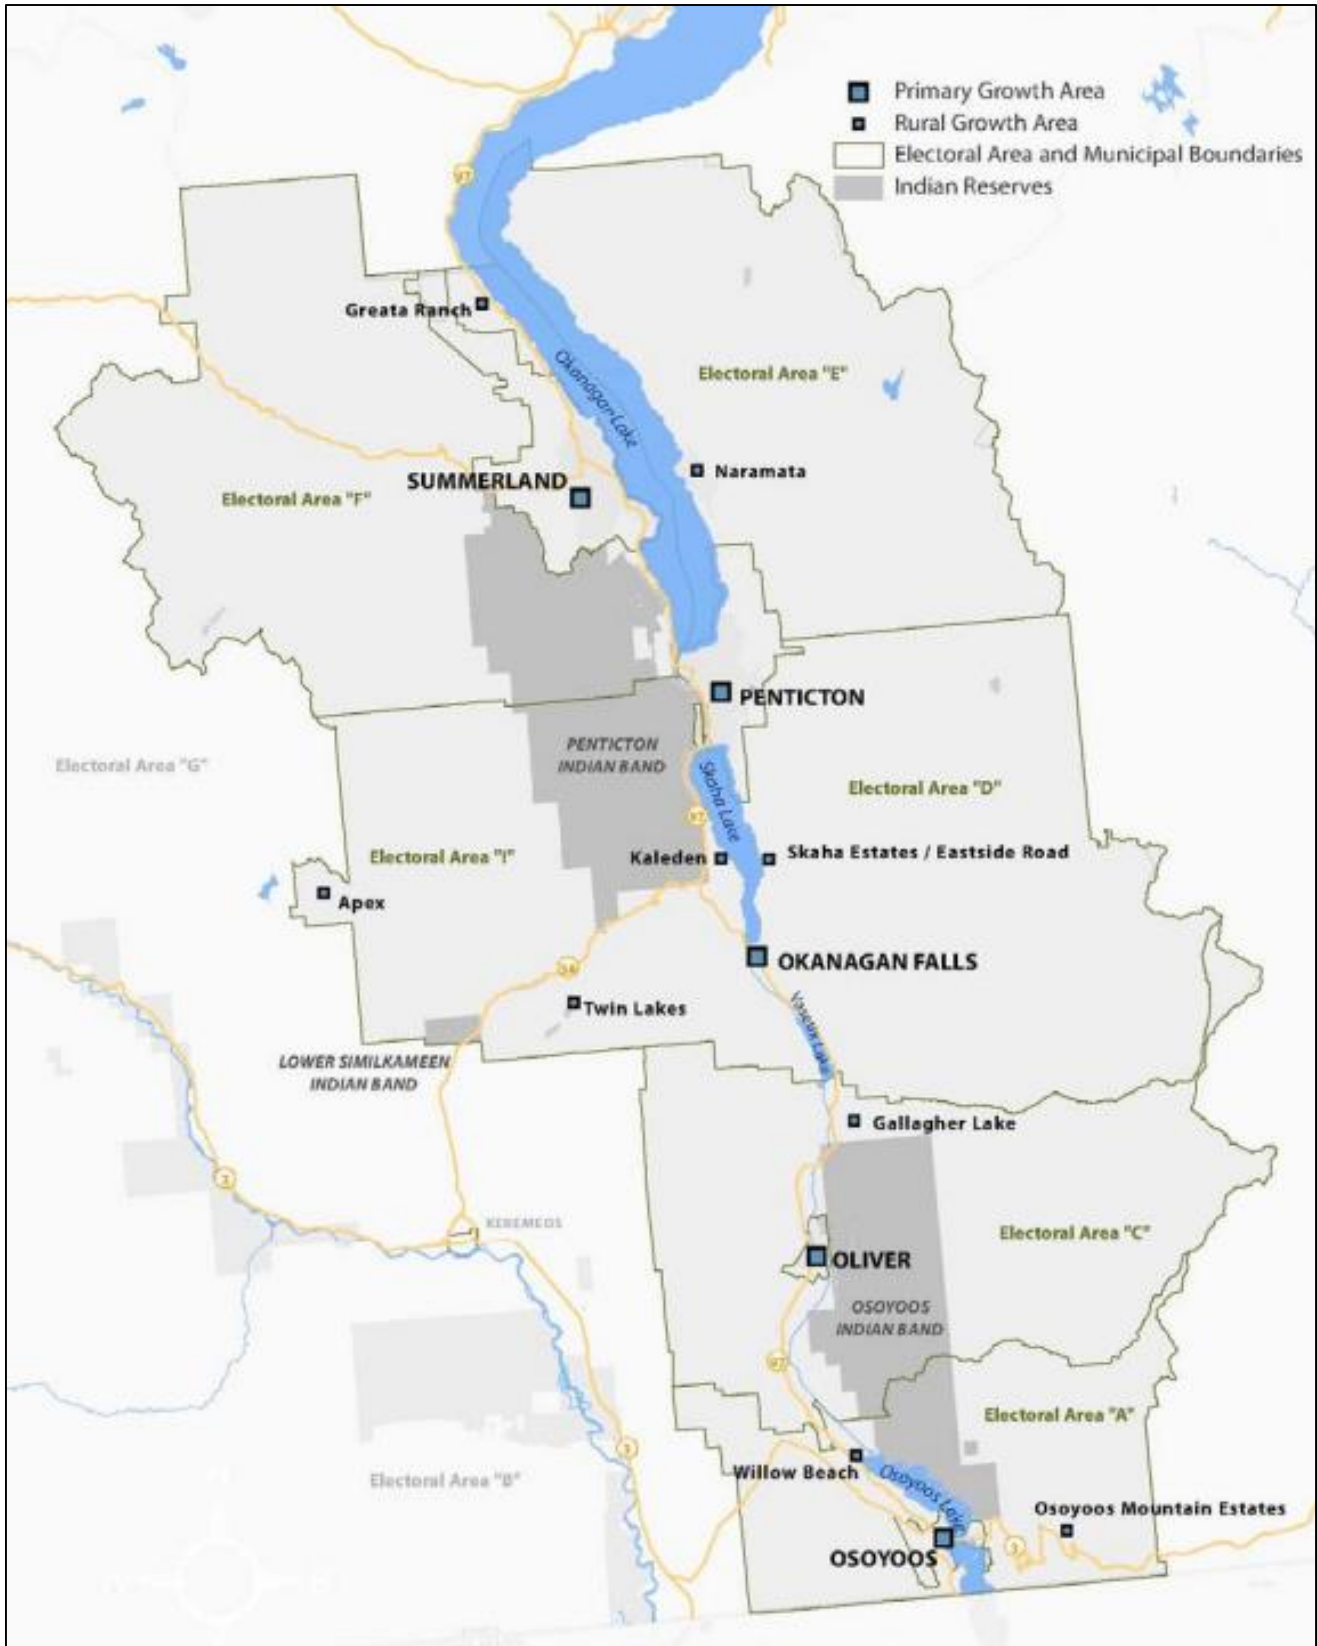 Primary Growth Area
Rural Growth Area
Electoral Area and Municipal Boundaries
Indian Reserves
97
Greata Ranch
Okanagan Lake
Electoral Area "E"
Naramata
SUMMERLAND
Electoral Area "F"
PENTICTON
PENTICTON
INDIAN BAND
Electoral Area "G"
Skaha Lake
Electoral Area "D"
97
Kaleden
Skaha Estates / Eastside Road
Electoral Area "I"
Apex
OKANAGAN FALLS
Twin Lakes
Vaseux Lake
LOWER SIMILKAMEEN
INDIAN BAND
Gallagher Lake
3
KEREMEOS
Electoral Area "C"
OLIVER
OSOYOOS
INDIAN BAND
97
Electoral Area "A"
3
Willow Beach
Osoyoos Lake
Electoral Area "B"
Osoyoos Mountain Estates
3
OSOYOOS